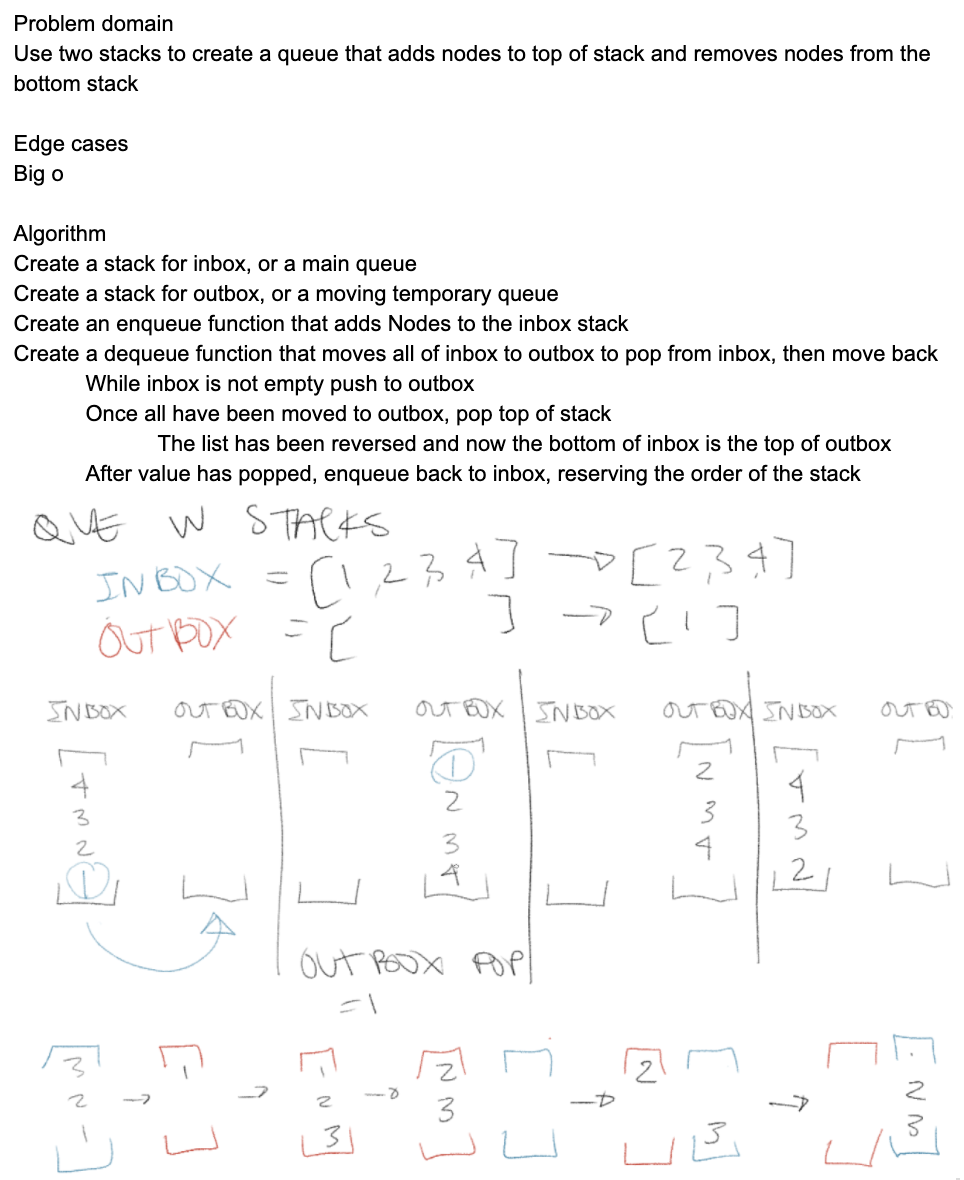 Problem domain
Use two stacks to create a queue that adds nodes to top of stack and removes nodes from the
bottom stack
Edge cases
Big o
Algorithm
Create a stack for inbox, or a main queue
Create a stack for outbox, or a moving temporary queue
Create an enqueue function that adds Nodes to the inbox stack
Create a dequeue function that moves all of inbox to outbox to pop from inbox, then move back
While inbox is not empty push to outbox
Once all have been moved to outbox, pop top of stack
The list has been reversed and now the bottom of inbox is the top of outbox
After value has popped, enqueue back to inbox, reserving the order of the stack
QUE W STACKS
INBOX = [1,2,3,4] → [2,3,4]
OUTBOX = [ ] → [1]
INBOX OUTBOX INBOX OUTBOX INBOX OUTBOX INBOX OUTBO
1 2
4 2 3 4
3 3 4 3
2 4 2
1
OUTBOX POP
=1
3 1 1 2 2
2 → → 2 → 3 → → 2
1 3 3 3